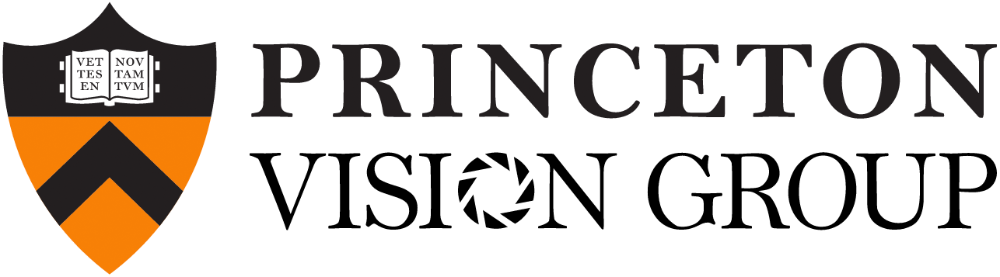 VET NOV
TES TAM
EN TVM
PRINCETON
VISION GROUP